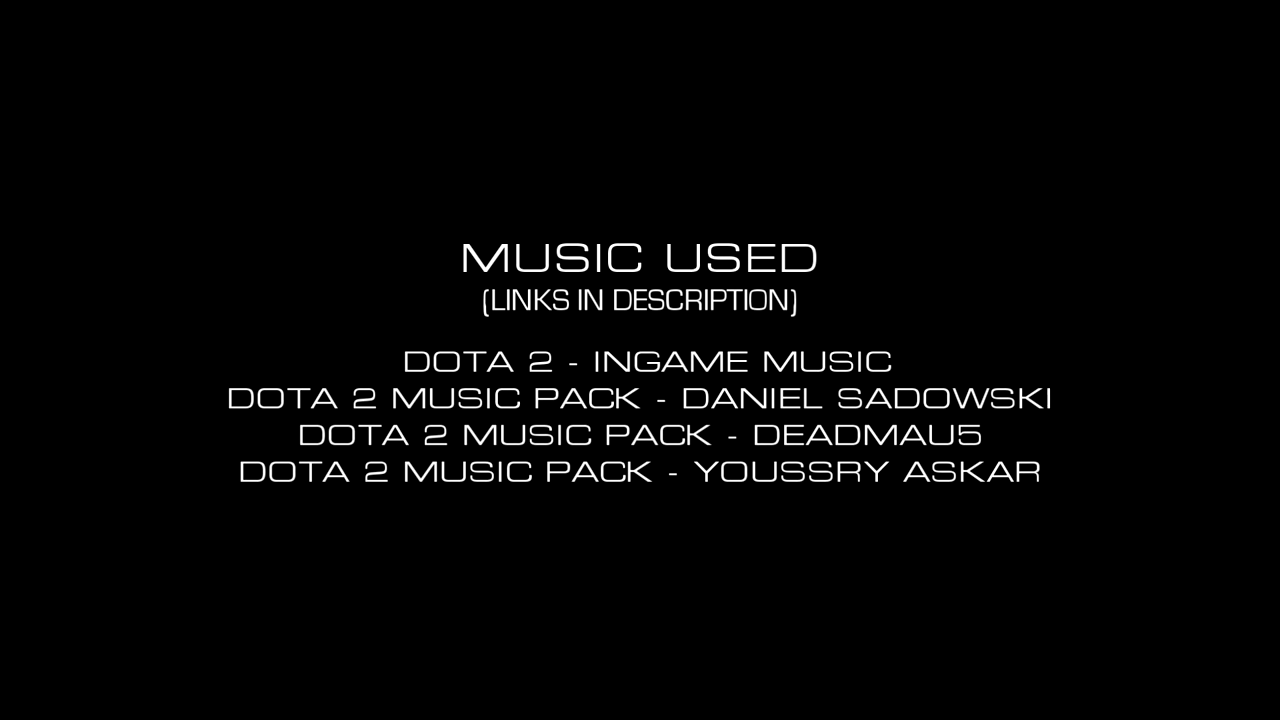 MUSIC USED
(LINKS IN DESCRIPTION)
DOTA 2 - INGAME MUSIC
DOTA 2 MUSIC PACK - DANIEL SADOWSKI
DOTA 2 MUSIC PACK - DEADMAU5
DOTA 2 MUSIC PACK - YOUSSRY ASKAR